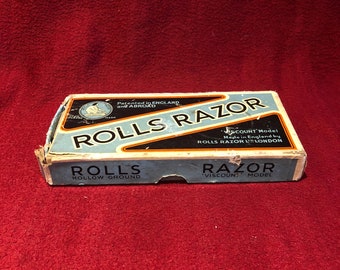 Patented in ENGLAND
and ABROAD
ROLLS RAZOR
"VISCOUNT" Model
Made in England by
ROLLS RAZOR LTD LONDON
ROLLS RAZOR
HOLLOW GROUND "VISCOUNT" MODEL